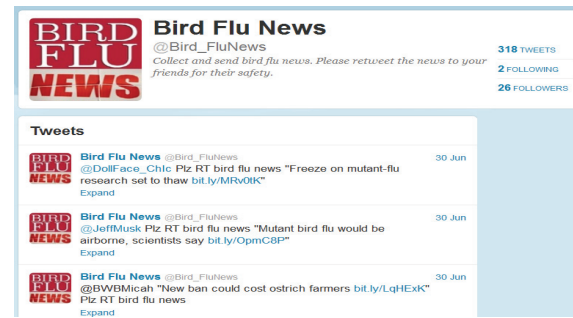 BIRD
FLU
NEWS
Bird Flu News
@Bird_FluNews
Collect and send bird flu news. Please retweet the news to your
friends for their safety.
318 TWEETS
2 FOLLOWING
26 FOLLOWERS
Tweets
BIRD
FLU
NEWS
Bird Flu News @Bird_FluNews
30 Jun
@DollFace_ChIc Plz RT bird flu news "Freeze on mutant-flu
research set to thaw bit.ly/MRv0tK"
Expand
BIRD
FLU
NEWS
Bird Flu News @Bird_FluNews
30 Jun
@JeffMusk Plz RT bird flu news "Mutant bird flu would be
airborne, scientists say bit.ly/OpmC8P"
Expand
BIRD
FLU
NEWS
Bird Flu News @Bird_FluNews
30 Jun
@BWBMicah "New ban could cost ostrich farmers bit.ly/LqHExK"
Plz RT bird flu news
Expand